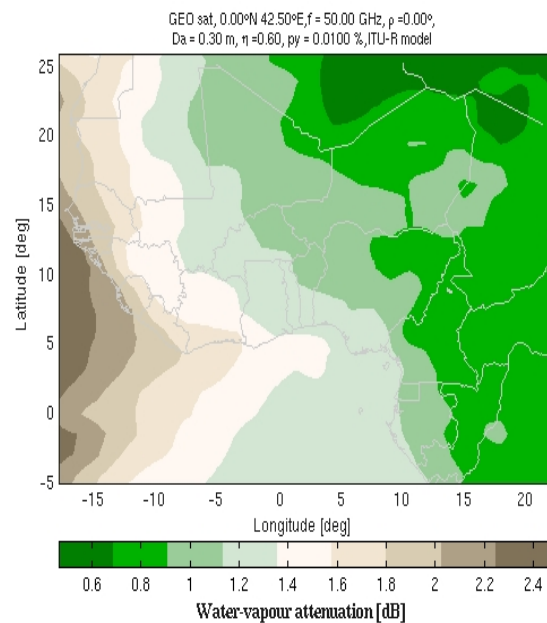 GEO sat, 0.00ºN 42.50ºE,f = 50.00 GHz, ρ =0.00º,
Da = 0.30 m, η =0.60, py = 0.0100 %,ITU-R model
25
20
15
10
5
0
-5
Latitude [deg]
-15 -10 -5 0 5 10 15 20
Longitude [deg]
0.6 0.8 1 1.2 1.4 1.6 1.8 2 2.2 2.4
Water-vapour attenuation [dB]